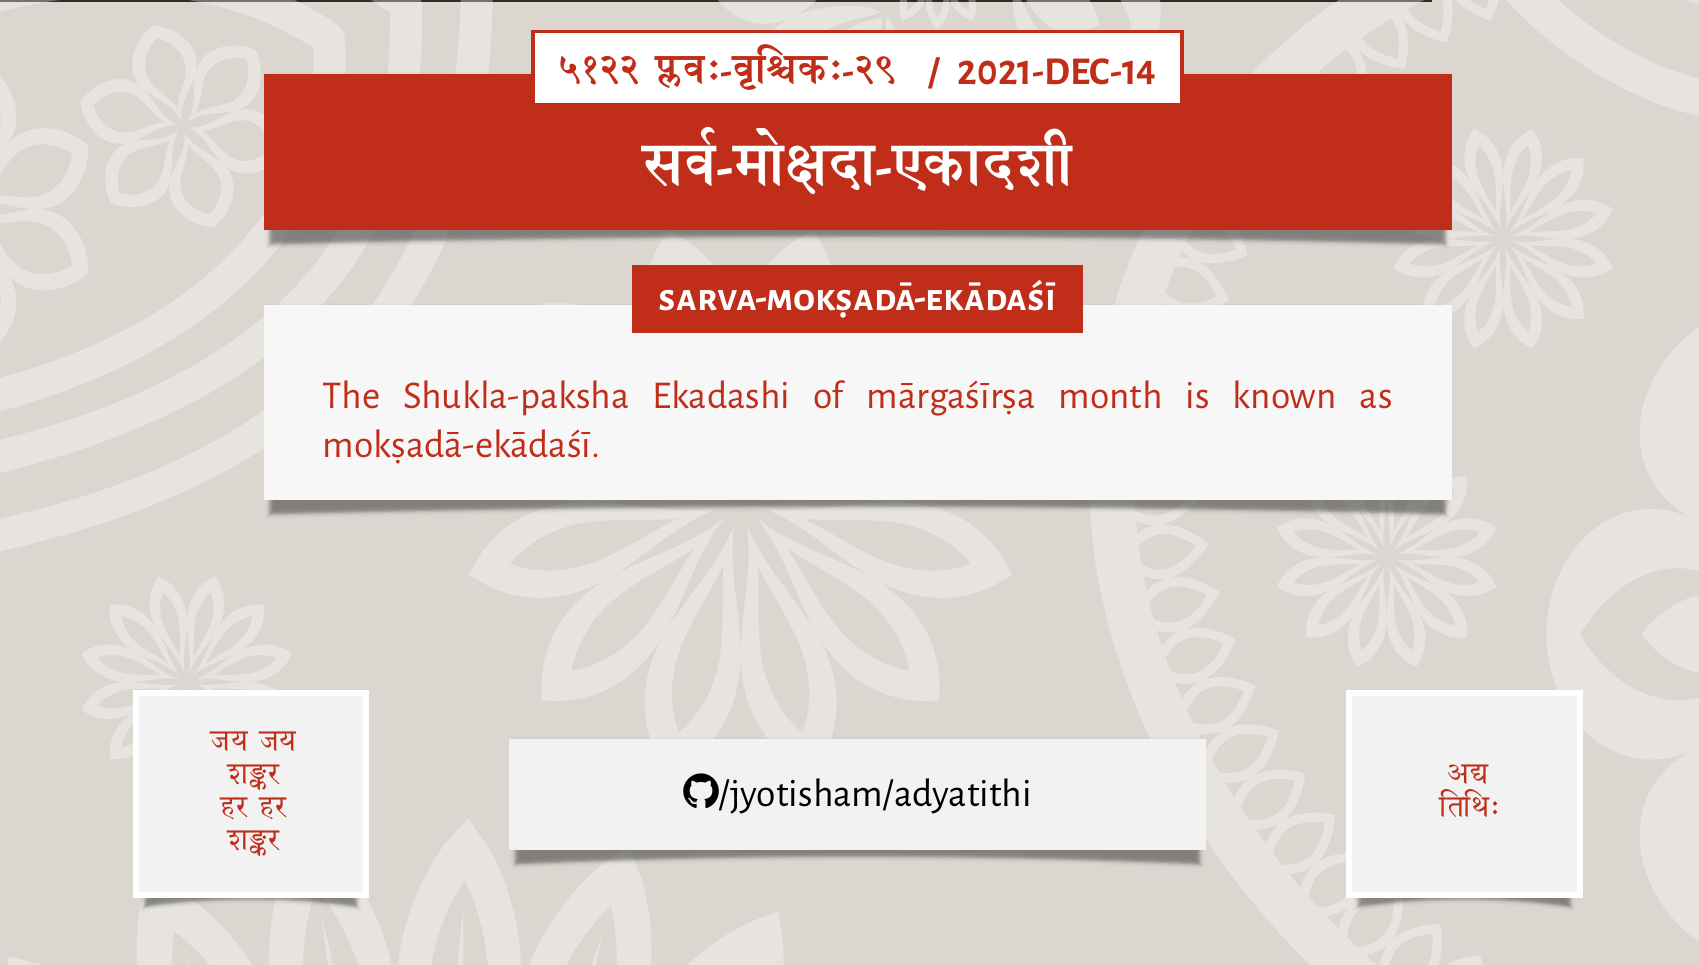 ५१२२ प्लवः-वृश्चिकः-२९ / 2021-DEC-14
सर्व-मोक्षदा-एकादशी
SARVA-MOKṢADĀ-EKĀDAŚĪ
The Shukla-paksha Ekadashi of mārgaśīrṣa month is known as
mokṣadā-ekādaśī.
जय जय
शङ्कर
हर हर
शङ्कर
/jyotisham/adyatithi
अद्य
तिथिः